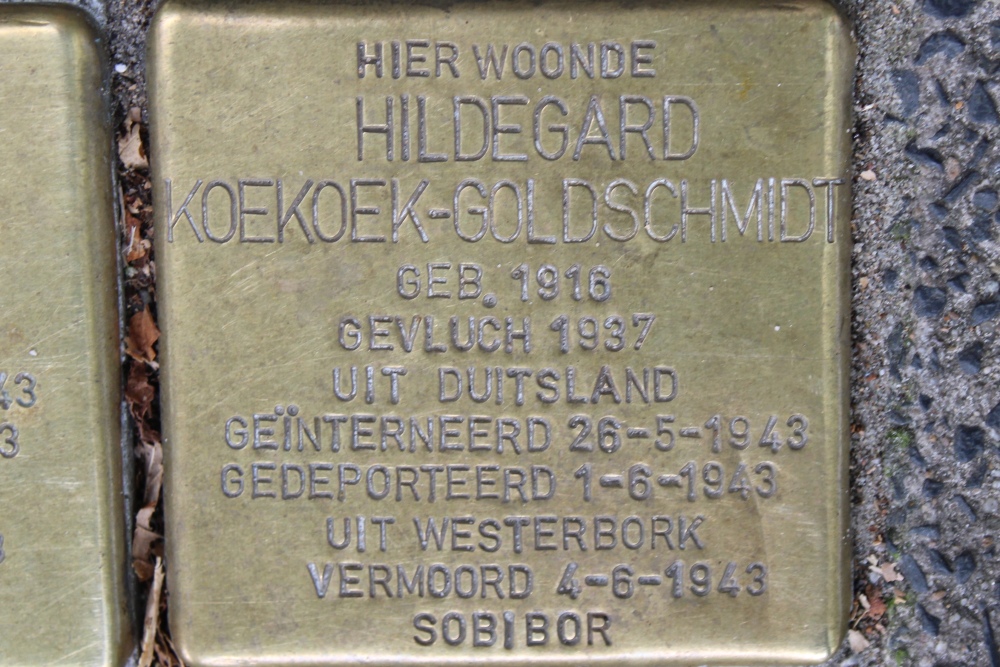 HIER WOONDE
HILDEGARD
KOEKOEK-GOLDSCHMIDT
GEB. 1916
GEVLUCH 1937
UIT DUITSLAND
GEÏNTERNEERD 26-5-1943
GEDEPORTEERD 1-6-1943
UIT WESTERBORK
VERMOORD 4-6-1943
SOBIBOR